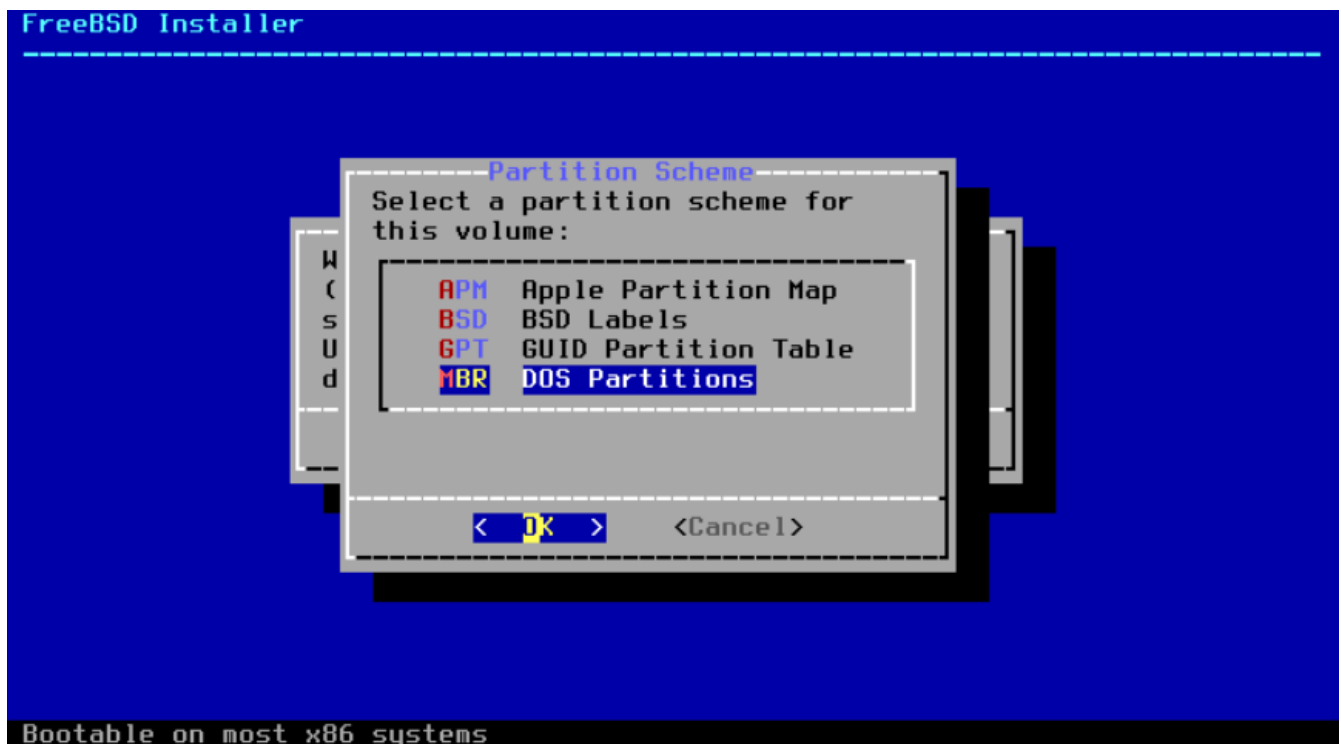 FreeBSD Installer
Partition Scheme
Select a partition scheme for
this volume:
W
(
s
U
d
APM Apple Partition Map
BSD BSD Labels
GPT GUID Partition Table
MBR DOS Partitions
< OK > <Cancel>
Bootable on most x86 systems